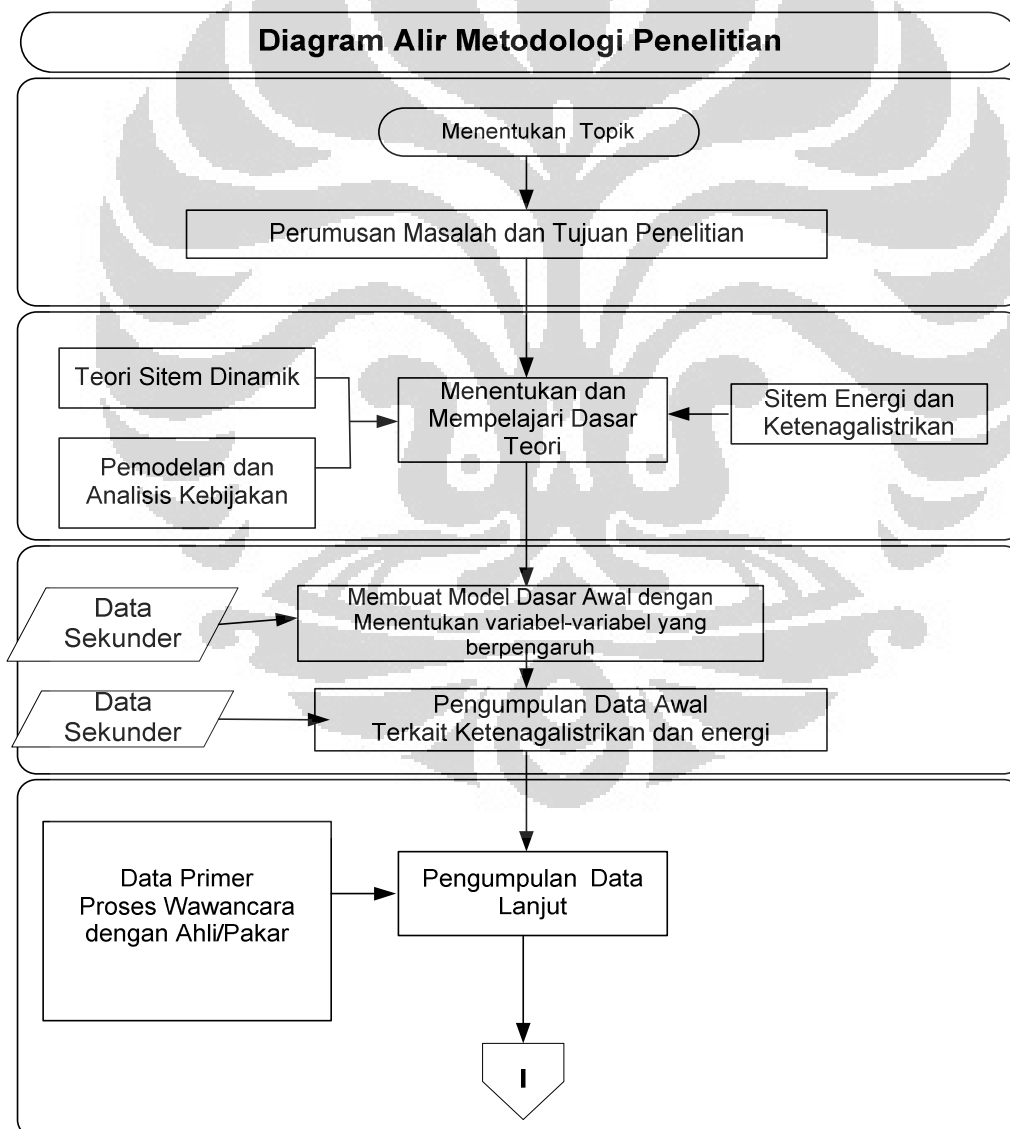 Diagram Alir Metodologi Penelitian
Menentukan Topik
Perumusan Masalah dan Tujuan Penelitian
Teori Sitem Dinamik
Pemodelan dan
Analisis Kebijakan
Menentukan dan
Mempelajari Dasar
Teori
Sitem Energi dan
Ketenagalistrikan
Data
Sekunder
Membuat Model Dasar Awal dengan
Menentukan variabel-variabel yang
berpengaruh
Data
Sekunder
Pengumpulan Data Awal
Terkait Ketenagalistrikan dan energi
Data Primer
Proses Wawancara
dengan Ahli/Pakar
Pengumpulan Data
Lanjut
I